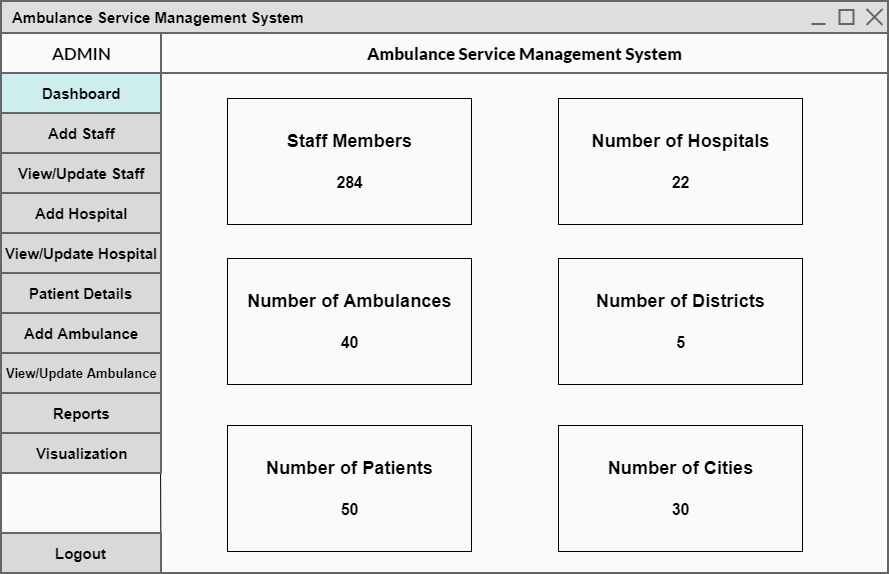 Ambulance Service Management System
ADMIN
Ambulance Service Management System
Dashboard
Add Staff
View/Update Staff
Add Hospital
View/Update Hospital
Patient Details
Add Ambulance
View/Update Ambulance
Reports
Visualization
Logout
Staff Members
284
Number of Hospitals
22
Number of Ambulances
40
Number of Districts
5
Number of Patients
50
Number of Cities
30